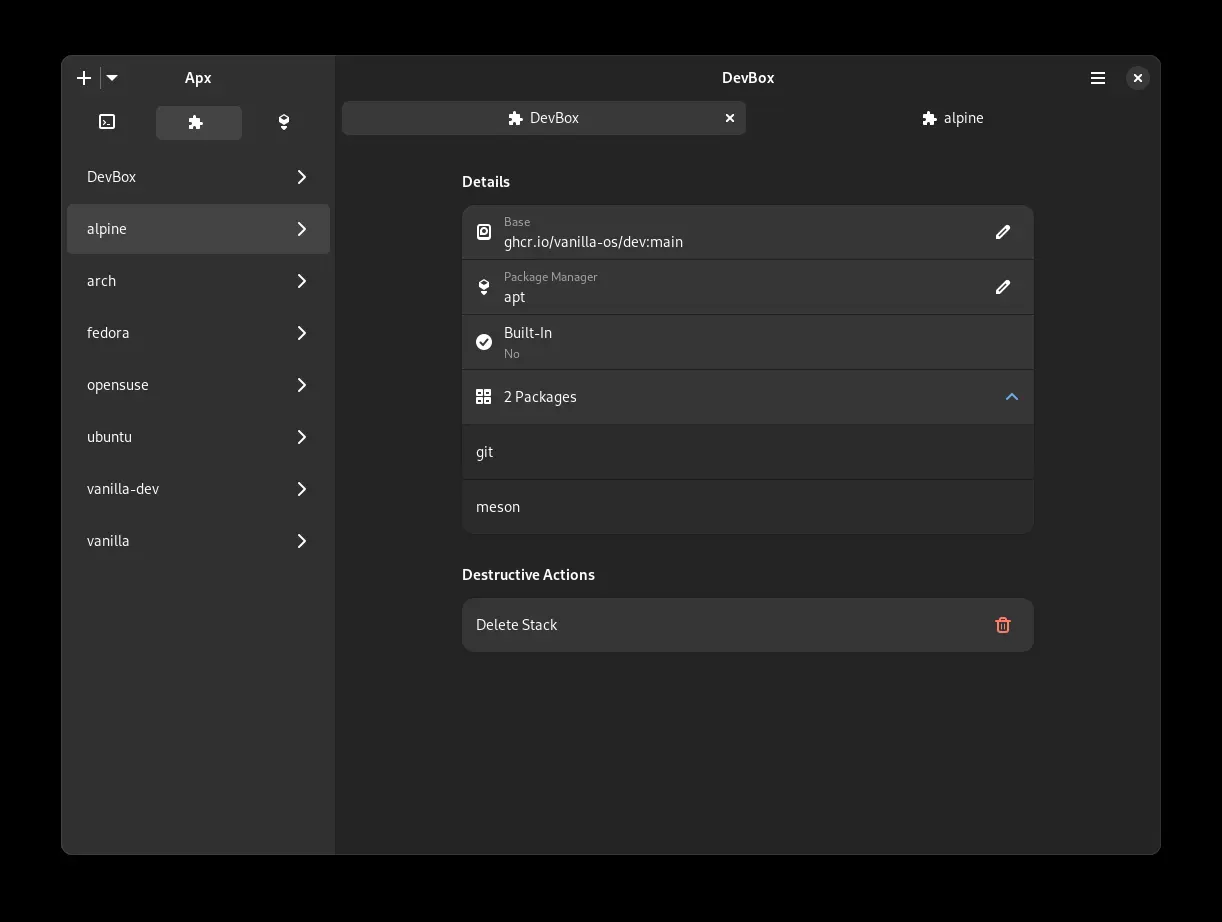 Apx
DevBox
alpine
arch
fedora
opensuse
ubuntu
vanilla-dev
vanilla
DevBox
DevBox
alpine
Details
Base
ghcr.io/vanilla-os/dev:main
Package Manager
apt
Built-In
No
2 Packages
git
meson
Destructive Actions
Delete Stack